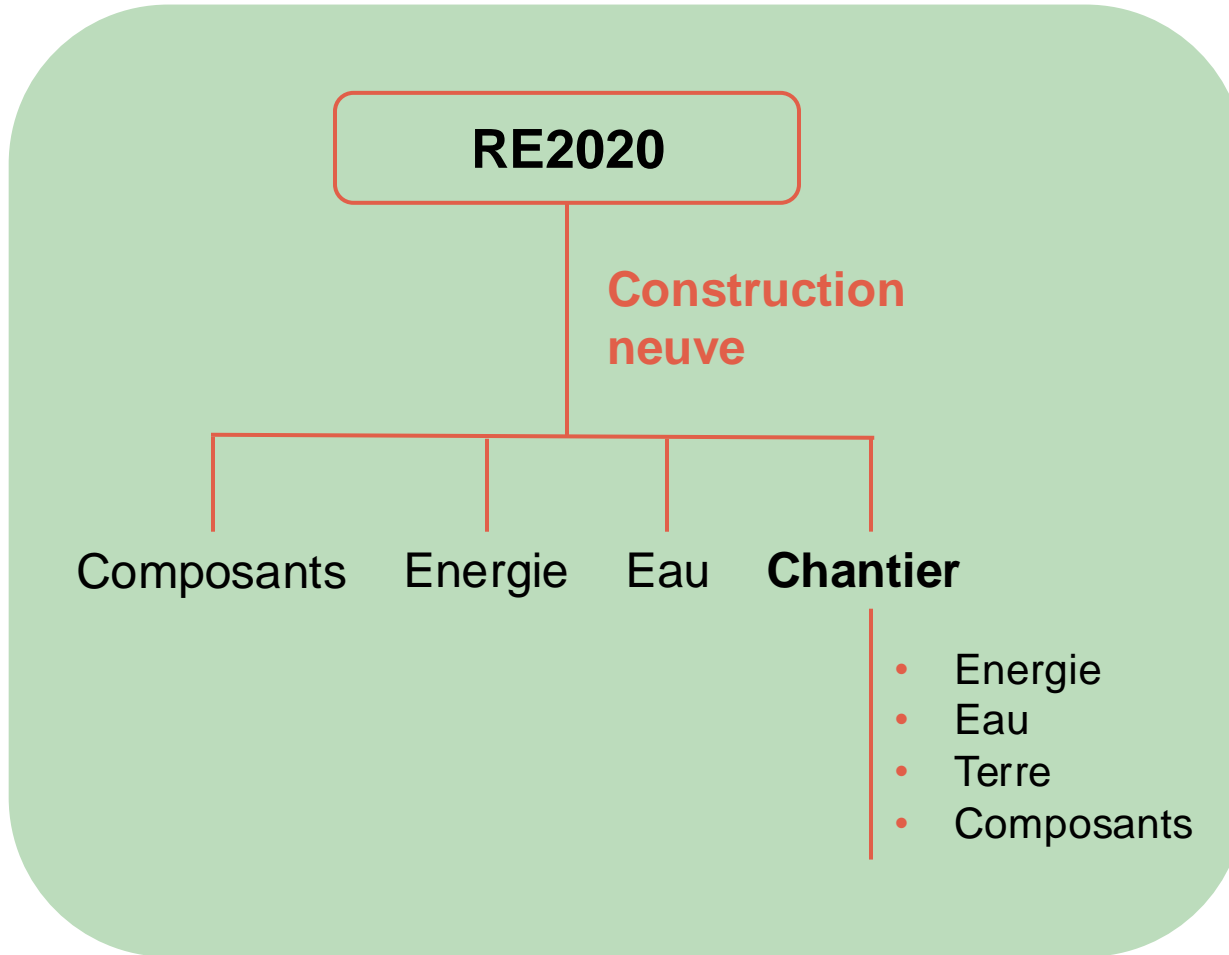 RE2020
Construction
neuve
Composants Energie Eau Chantier
• Energie
• Eau
• Terre
• Composants